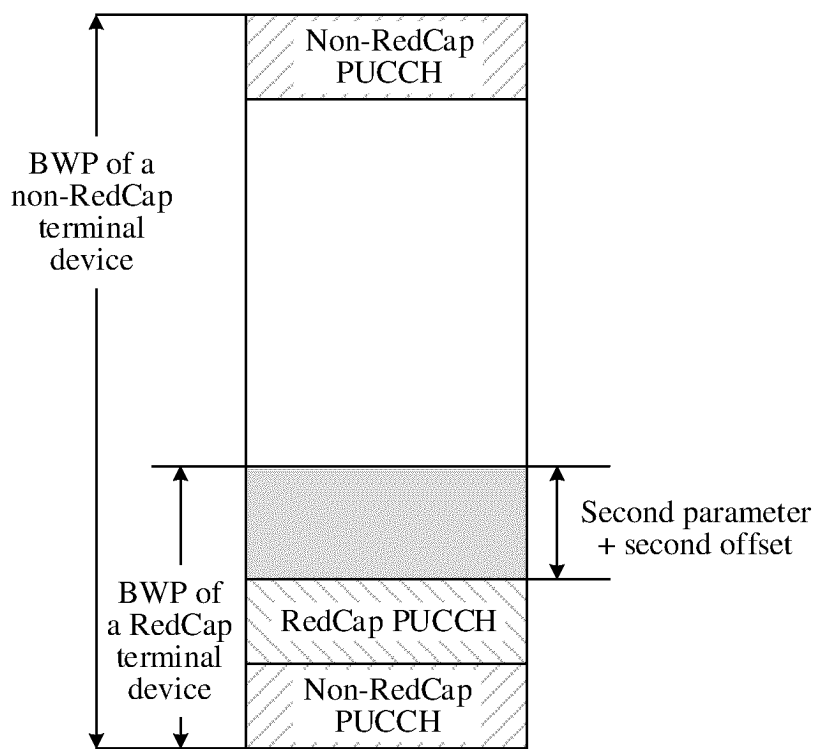 Non-RedCap
PUCCH
BWP of a
non-RedCap
terminal
device
Second parameter
+ second offset
BWP of
a RedCap
terminal
device
RedCap PUCCH
Non-RedCap
PUCCH